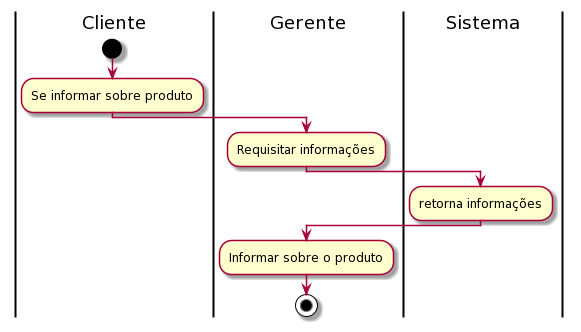 Cliente
Gerente
Sistema
Se informar sobre produto
Requisitar informações
retorna informações
Informar sobre o produto